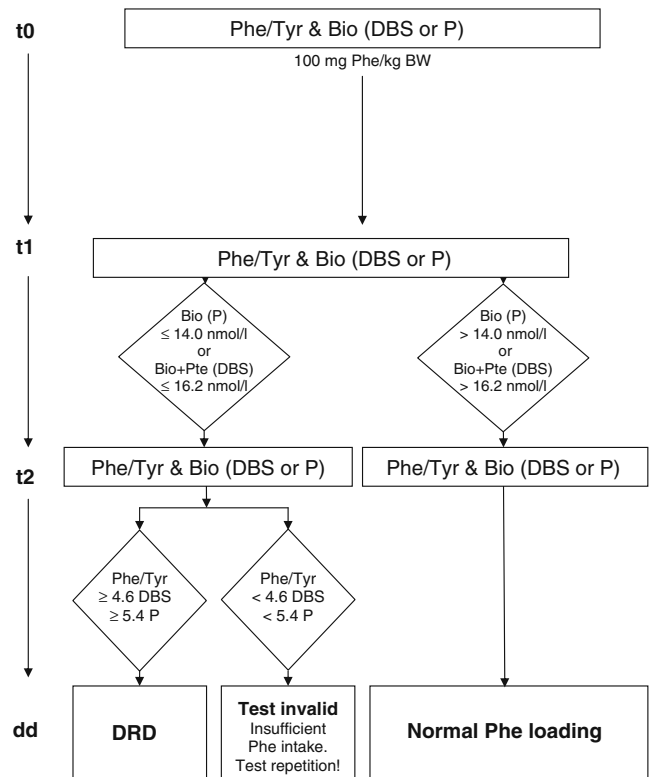 t0
Phe/Tyr & Bio (DBS or P)
100 mg Phe/kg BW
t1
Phe/Tyr & Bio (DBS or P)
Bio (P)
≤ 14.0 nmol/l
or
Bio+Pte (DBS)
≤ 16.2 nmol/l
Bio (P)
> 14.0 nmol/l
or
Bio+Pte (DBS)
> 16.2 nmol/l
t2
Phe/Tyr & Bio (DBS or P)
Phe/Tyr & Bio (DBS or P)
Phe/Tyr
≥ 4.6 DBS
≥ 5.4 P
Phe/Tyr
< 4.6 DBS
< 5.4 P
dd
DRD
Test invalid
Insufficient
Phe intake.
Test repetition!
Normal Phe loading